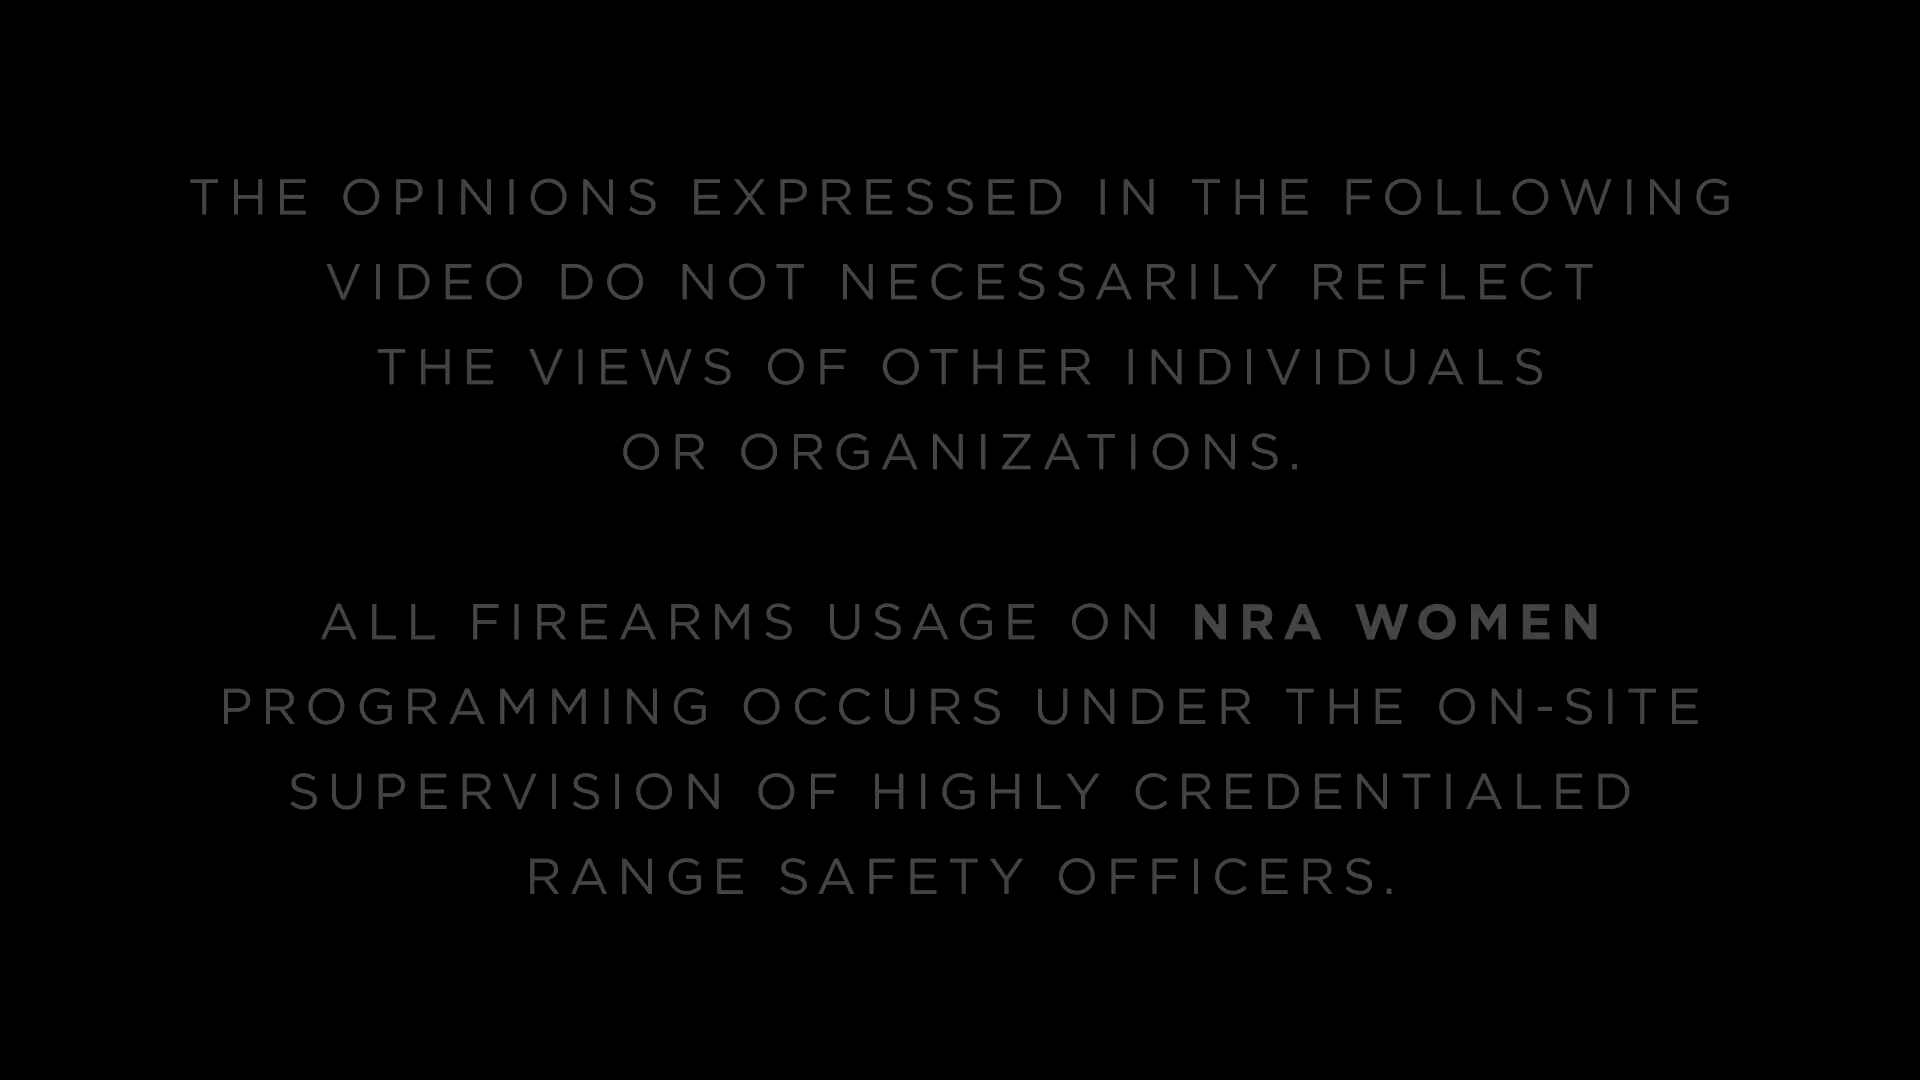 THE OPINIONS EXPRESSED IN THE FOLLOWING
VIDEO DO NOT NECESSARILY REFLECT
THE VIEWS OF OTHER INDIVIDUALS
OR ORGANIZATIONS.
ALL FIREARMS USAGE ON NRA WOMEN
PROGRAMMING OCCURS UNDER THE ON-SITE
SUPERVISION OF HIGHLY CREDENTIALED
RANGE SAFETY OFFICERS.